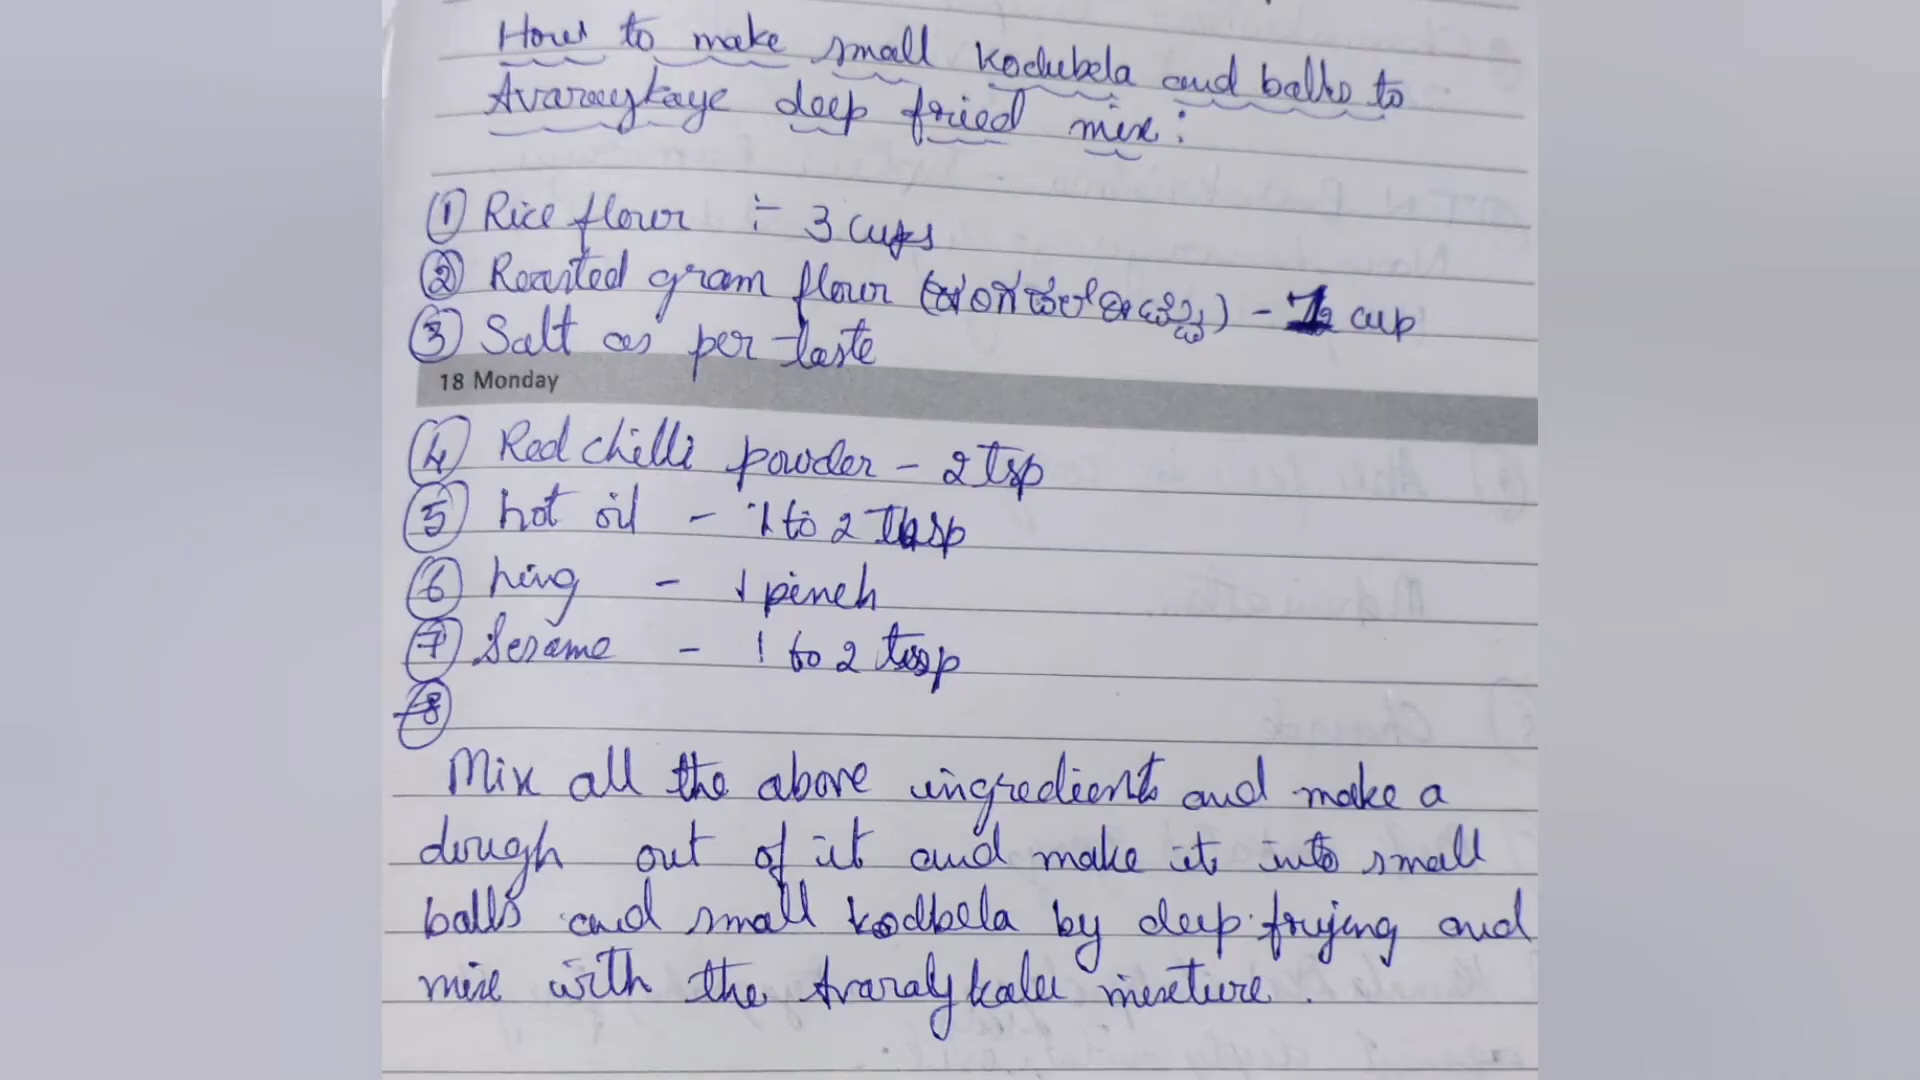 How to make small kodubela and balls to
Avaraykaye deep fried mix:
① Rice flour ÷ 3 cups
② Roasted gram flour - 1/2 cup
③ Salt as per taste
18 Monday
④ Red chilli powder - 2 tsp
⑤ hot oil - 1 to 2 Tbsp
⑥ hing - 1 pinch
⑦ Sesame - 1 to 2 tsp
⑧
Mix all the above ingredients and make a
dough out of it and make it into small
balls and small kodbela by deep frying and
mix with the Avaralykalu mixture.